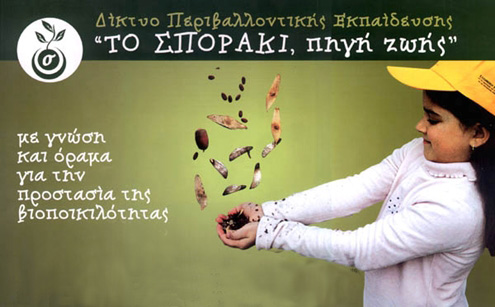 Δίκτυο Περιβαλλοντικής Εκπαίδευσης
“ΤΟ ΣΠΟΡΑΚΙ, πηγή ζωής”
σ
με γνώση
και όραμα
για την
προστασία της
βιοποικιλότητας